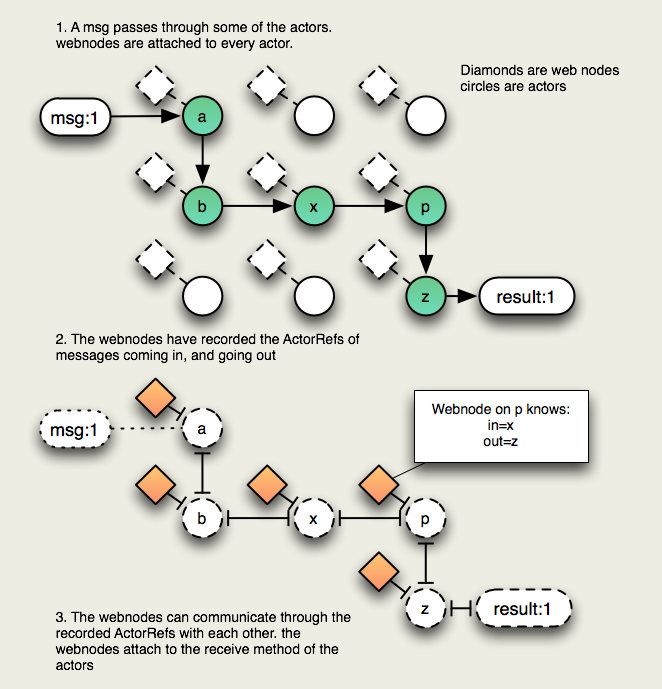 1. A msg passes through some of the actors.
webnodes are attached to every actor.
Diamonds are web nodes
circles are actors
msg:1
a
b
x
p
z
result:1
2. The webnodes have recorded the ActorRefs of
messages coming in, and going out
msg:1
a
Webnode on p knows:
in=x
out=z
b
x
p
z
result:1
3. The webnodes can communicate through the
recorded ActorRefs with each other. the
webnodes attach to the receive method of the
actors